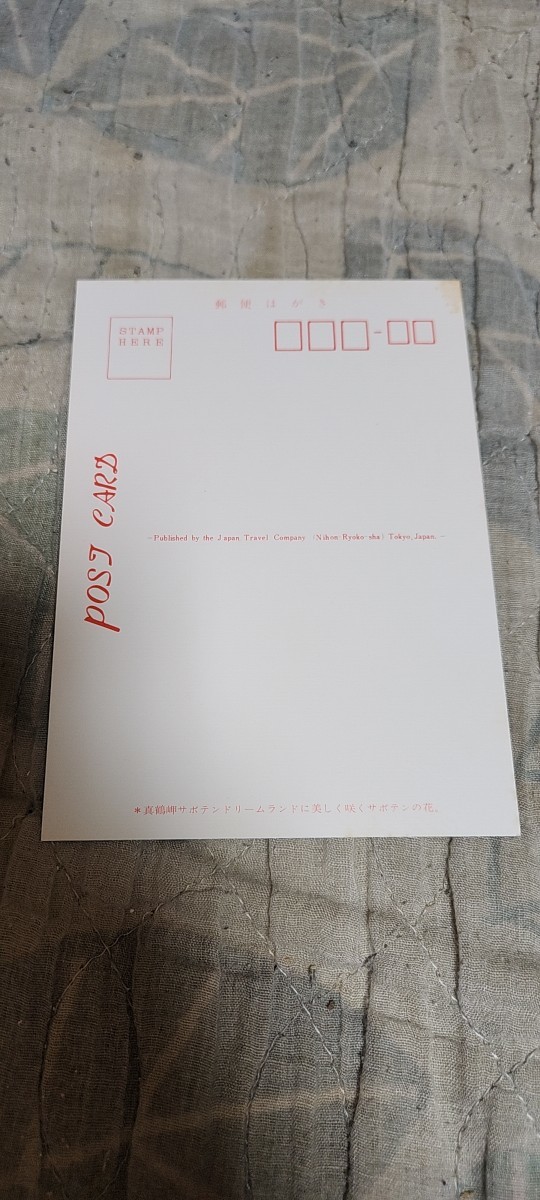 郵便はがき
STAMP
HERE
POST CARD
-Published by the Japan Travel Company (Nihon Ryoko-sha) Tokyo, Japan.-
*真鶴岬サボテンドリームランドに美しく咲くサボテンの花。